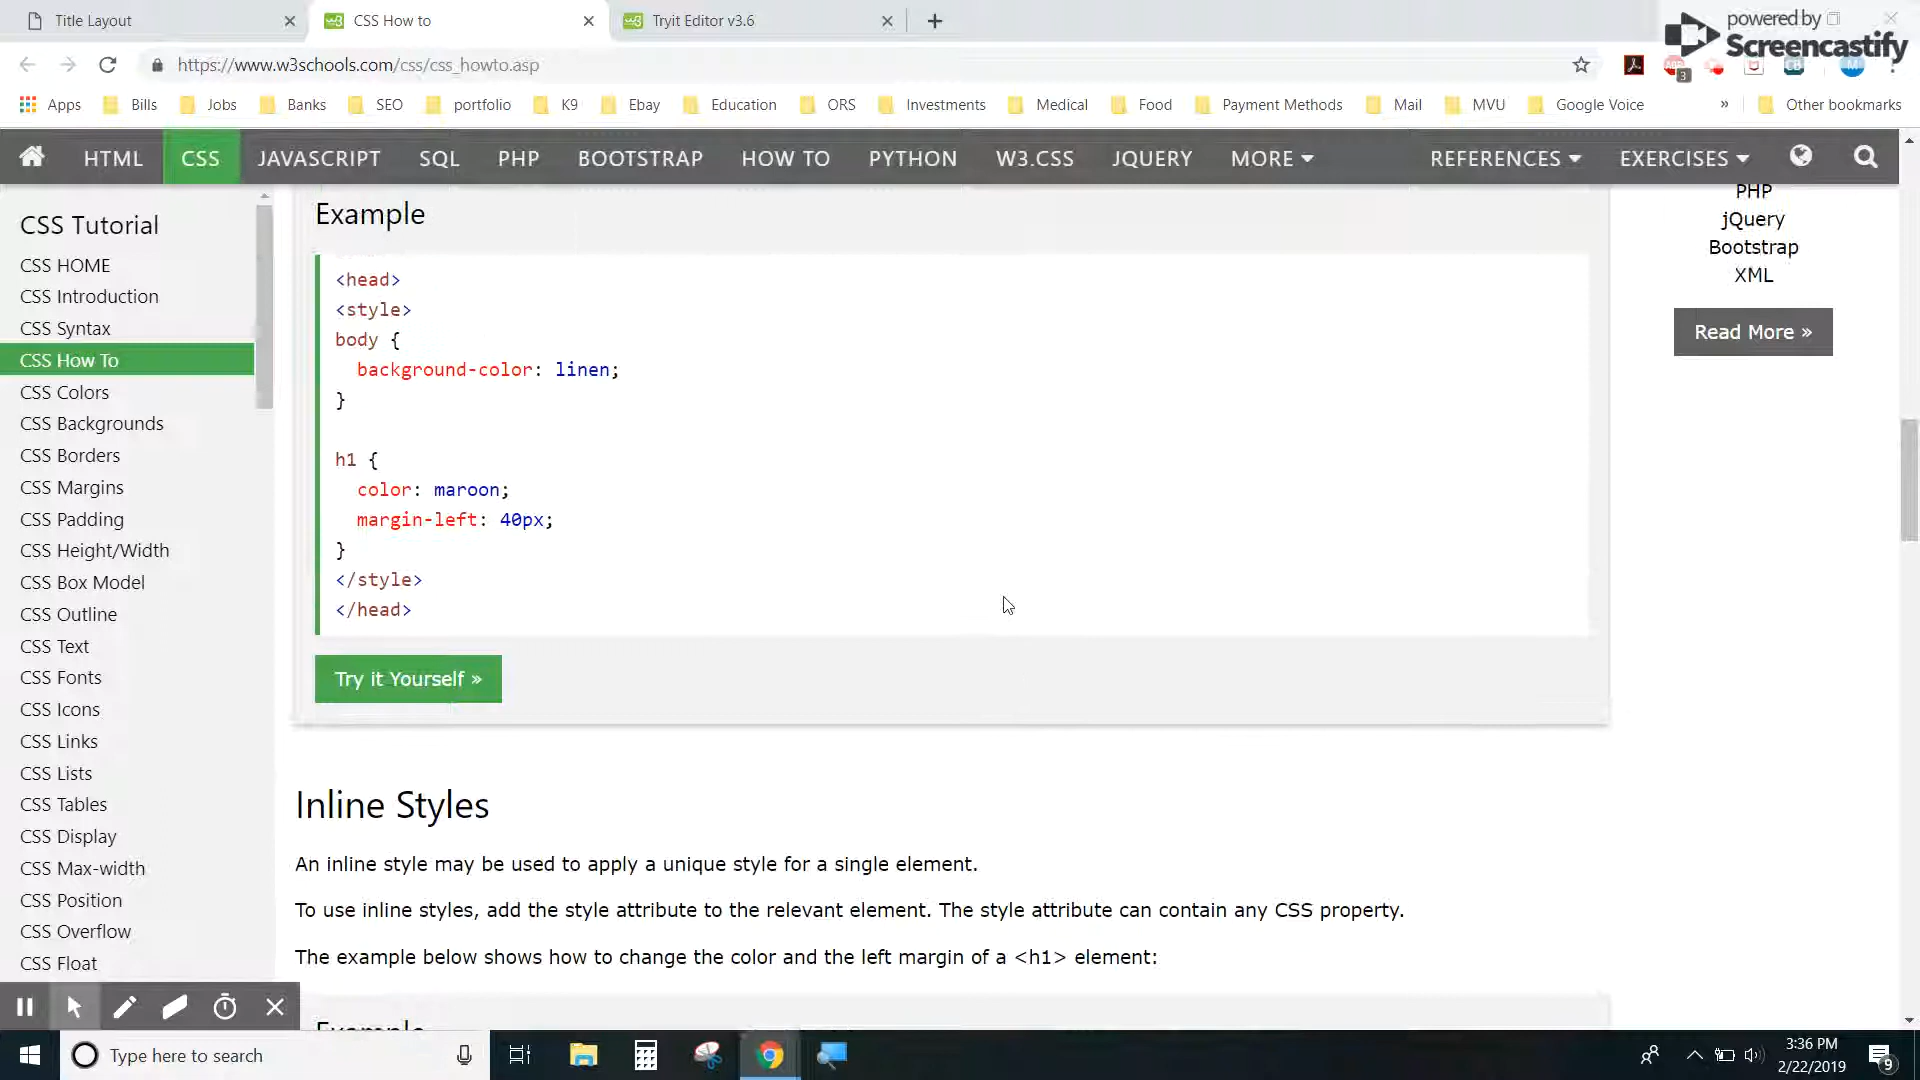 Title Layout
CSS How to
Tryit Editor v3.6
powered by
Screencastify
https://www.w3schools.com/css/css_howto.asp
3
M
Apps
Bills
Jobs
Banks
SEO
portfolio
K9
Ebay
Education
ORS
Investments
Medical
Food
Payment Methods
Mail
MVU
Google Voice
»
Other bookmarks
HTML
CSS
JAVASCRIPT
SQL
PHP
BOOTSTRAP
HOW TO
PYTHON
W3.CSS
JQUERY
MORE
REFERENCES
EXERCISES
CSS Tutorial
CSS HOME
CSS Introduction
CSS Syntax
CSS How To
CSS Colors
CSS Backgrounds
CSS Borders
CSS Margins
CSS Padding
CSS Height/Width
CSS Box Model
CSS Outline
CSS Text
CSS Fonts
CSS Icons
CSS Links
CSS Lists
CSS Tables
CSS Display
CSS Max-width
CSS Position
CSS Overflow
CSS Float
Example
<head>
<style>
body {
background-color: linen;
}
h1 {
color: maroon;
margin-left: 40px;
}
</style>
</head>
Try it Yourself »
Inline Styles
An inline style may be used to apply a unique style for a single element.
To use inline styles, add the style attribute to the relevant element. The style attribute can contain any CSS property.
The example below shows how to change the color and the left margin of a <h1> element:
Example
PHP
jQuery
Bootstrap
XML
Read More »
Type here to search
3:36 PM
2/22/2019
9